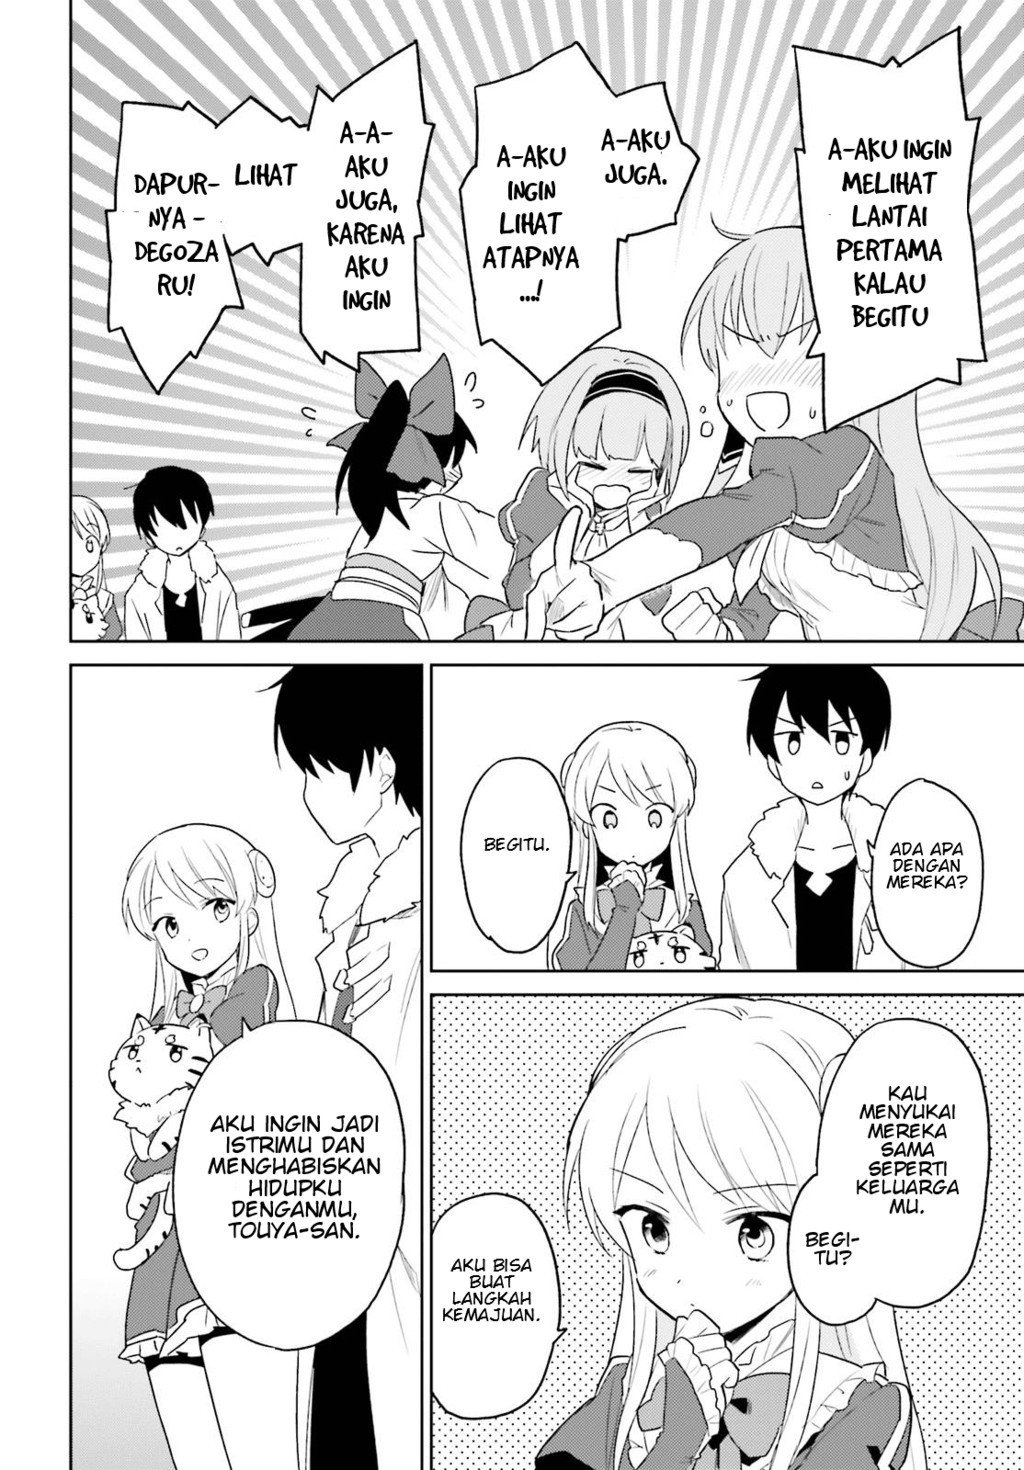 A-AKU INGIN
MELIHAT
LANTAI
PERTAMA
KALAU
BEGITU
A-AKU
JUGA.
A-AKU
INGIN
LIHAT
ATAPNYA
...!
A-A-
AKU
JUGA,
KARENA
AKU
INGIN
LIHAT
DAPUR-
NYA -
DEGOZA
RU!
ADA APA
DENGAN
MEREKA?
BEGITU.
KAU
MENYUKAI
MEREKA
SAMA
SEPERTI
KELUARGA
MU.
BEGI-
TU?
AKU BISA
BUAT
LANGKAH
KEMAJUAN.
AKU INGIN JADI
ISTRIMU DAN
MENGHABISKAN
HIDUPKU
DENGANMU,
TOUYA-SAN.